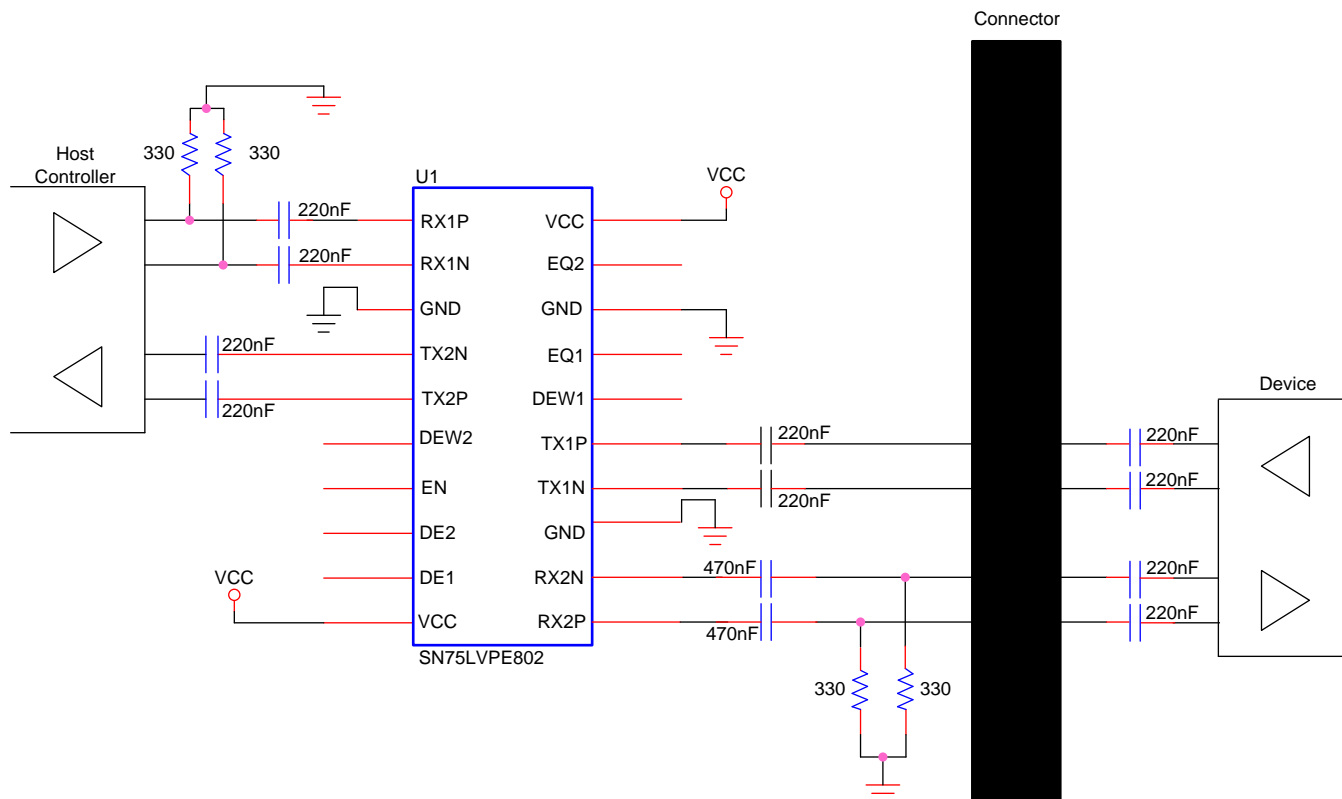 Connector
330
330
Host
Controller
U1
VCC
220nF
RX1P
VCC
220nF
RX1N
EQ2
GND
GND
220nF
TX2N
EQ1
220nF
TX2P
DEW1
Device
DEW2
TX1P
220nF
220nF
EN
TX1N
220nF
220nF
DE2
GND
VCC
DE1
RX2N
470nF
220nF
VCC
RX2P
470nF
220nF
SN75LVPE802
330
330